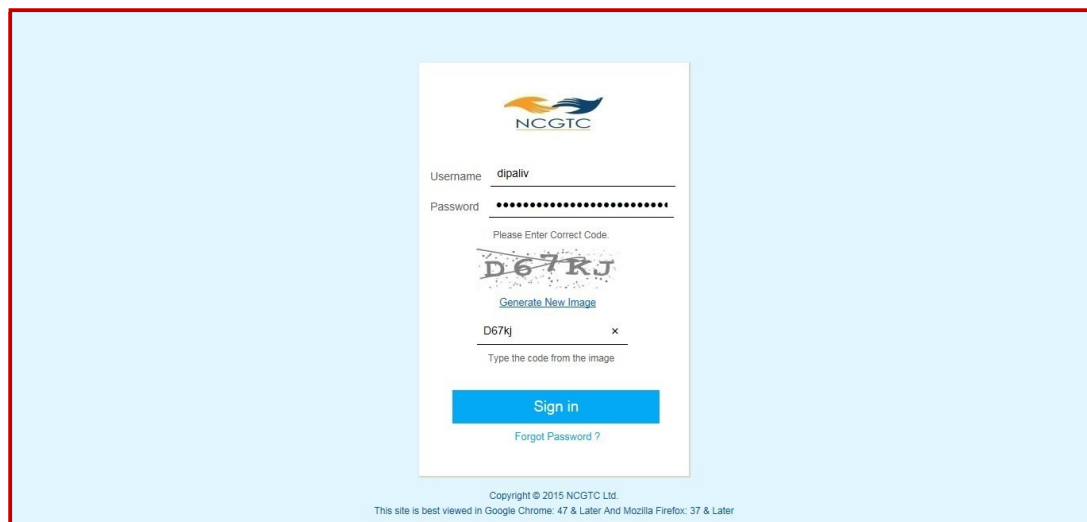 NCGTC
Username dipaliv
Password ••••••••••••••••••••••••••
Please Enter Correct Code.
D67KJ
Generate New Image
D67kj ×
Type the code from the image
Sign in
Forgot Password ?
Copyright © 2015 NCGTC Ltd.
This site is best viewed in Google Chrome: 47 & Later And Mozilla Firefox: 37 & Later